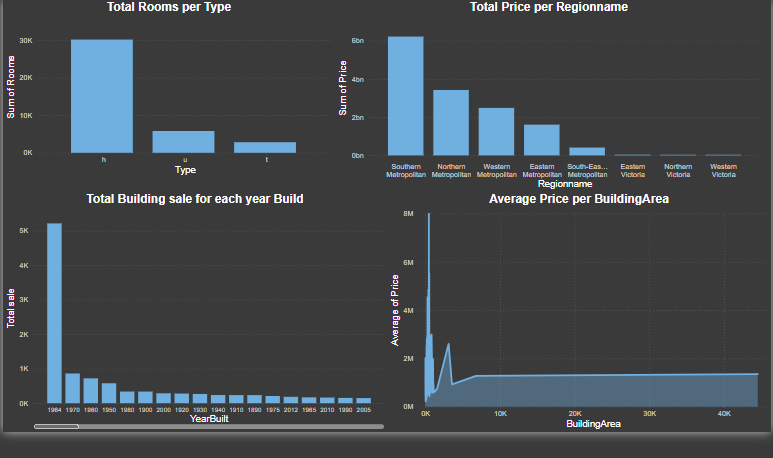 Total Rooms per Type
Sum of Rooms
30K
20K
10K
0K
h u t
Type
Total Price per Regionname
Sum of Price
6bn
4bn
2bn
0bn
Southern Northern Western Eastern South-Eas... Eastern Northern Western
Metropolitan Metropolitan Metropolitan Metropolitan Metropolitan Victoria Victoria Victoria
Regionname
Total Building sale for each year Build
Total sale
5K
4K
3K
2K
1K
0K
1964 1970 1960 1950 1980 1900 2000 1920 1930 1940 1910 1890 1975 2012 1965 2010 1990 2005
YearBuilt
Average Price per BuildingArea
Average of Price
8M
6M
4M
2M
0M
0K 10K 20K 30K 40K
BuildingArea